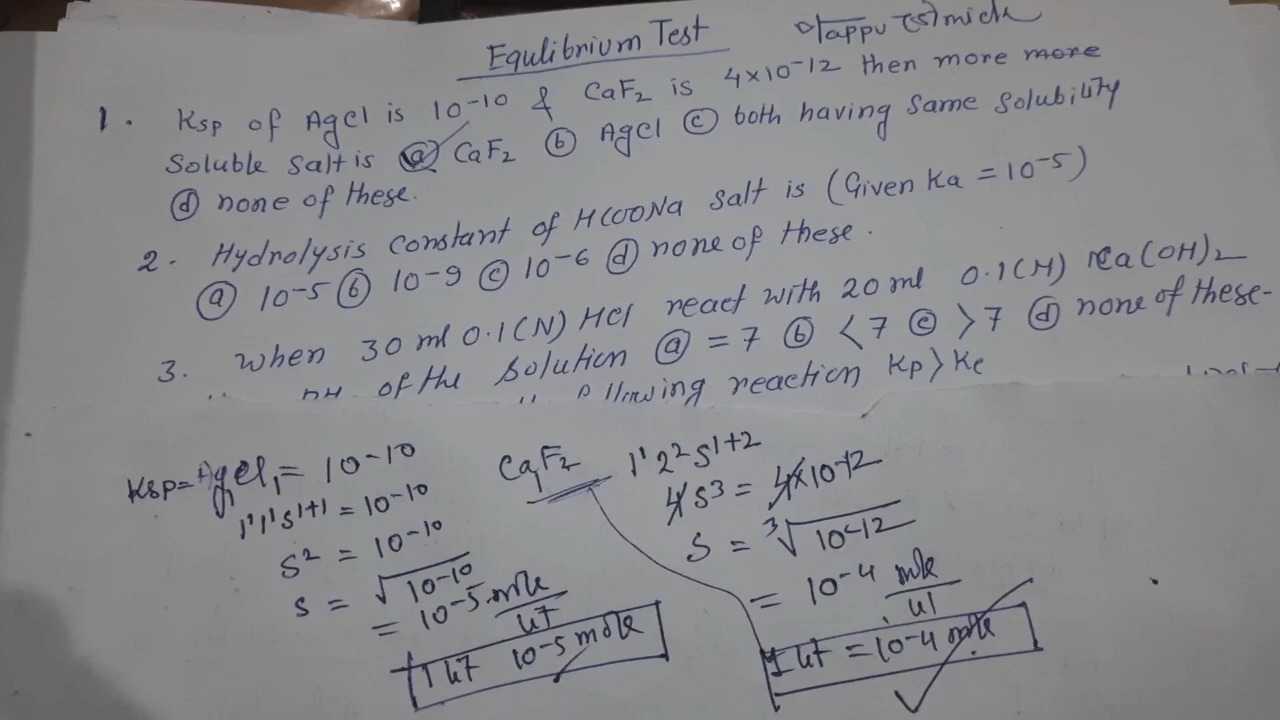 Equlibrium Test
1. Ksp of AgCl is 10-10 & CaF2 is 4×10-12 then more more
Soluble Salt is ⓐ CaF2 ⓑ AgCl ⓒ both having same solubility
ⓓ none of these.
2- Hydrolysis constant of HCOONa Salt is (Given Ka = 10-5)
ⓐ 10-5 ⓑ 10-9 ⓒ 10-6 ⓓ none of these.
3. when 30 ml 0.1(N) HCl react with 20 ml 0.1(M) Ca(OH)2
of the solution ⓐ =7 ⓑ <7 ⓒ >7 ⓓ none of these-
reaction Kp>Kc
Ksp= Ag1Cl1 = 10-10
1¹1¹S1+1 = 10-10
S2 = 10-10
S = √10-10
= 10-5 mole/lit
1 lit 10-5 mole
Ca1F2 1¹2²S1+2
4S3 = 4×10-12
S = ³√10-12
= 10-4 mole/lit
1 lit = 10-4 mole